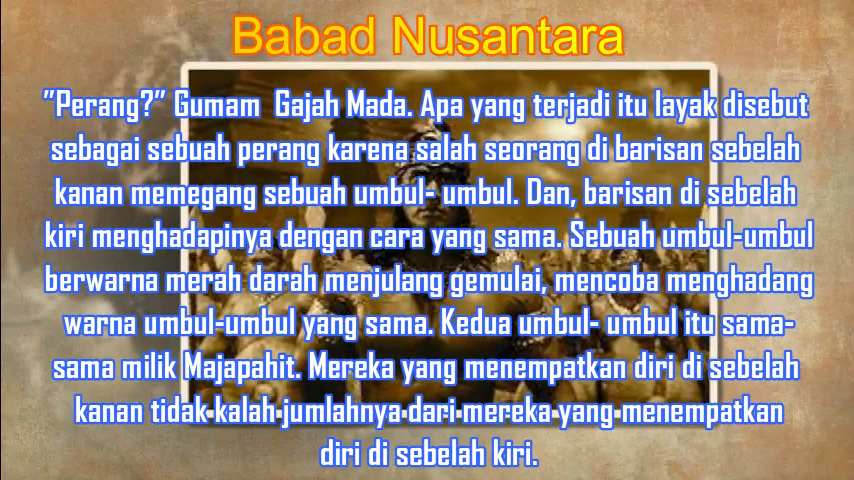 Babad Nusantara
"Perang?" Gumam Gajah Mada. Apa yang terjadi itu layak disebut
sebagai sebuah perang karena salah seorang di barisan sebelah
kanan memegang sebuah umbul- umbul. Dan, barisan di sebelah
kiri menghadapinya dengan cara yang sama. Sebuah umbul-umbul
berwarna merah darah menjulang gemulai, mencoba menghadang
warna umbul-umbul yang sama. Kedua umbul- umbul itu sama-
sama milik Majapahit. Mereka yang menempatkan diri di sebelah
kanan tidak kalah jumlahnya dari mereka yang menempatkan
diri di sebelah kiri.